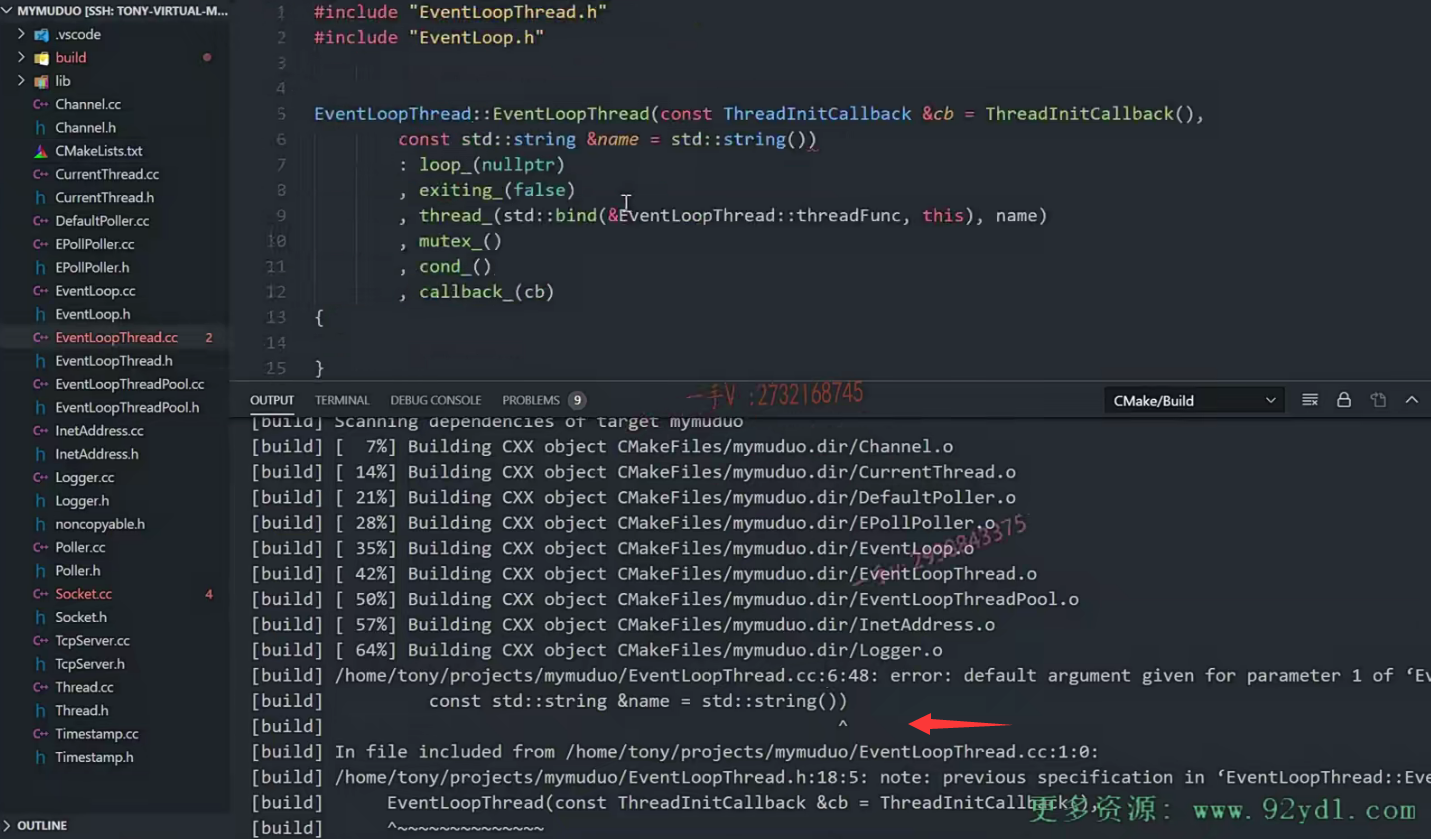 MYMUDUO [SSH: TONY-VIRTUAL-M...
.vscode
build
lib
Channel.cc
Channel.h
CMakeLists.txt
CurrentThread.cc
CurrentThread.h
DefaultPoller.cc
EPollPoller.cc
EPollPoller.h
EventLoop.cc
EventLoop.h
EventLoopThread.cc 2
EventLoopThread.h
EventLoopThreadPool.cc
EventLoopThreadPool.h
InetAddress.cc
InetAddress.h
Logger.cc
Logger.h
noncopyable.h
Poller.cc
Poller.h
Socket.cc 4
Socket.h
TcpServer.cc
TcpServer.h
Thread.cc
Thread.h
Timestamp.cc
Timestamp.h
OUTLINE
1 #include "EventLoopThread.h"
2 #include "EventLoop.h"
3
4
5 EventLoopThread::EventLoopThread(const ThreadInitCallback &cb = ThreadInitCallback(),
6 const std::string &name = std::string())
7 : loop_(nullptr)
8 , exiting_(false)
9 , thread_(std::bind(&EventLoopThread::threadFunc, this), name)
10 , mutex_()
11 , cond_()
12 , callback_(cb)
13 {
14
15 }
OUTPUT TERMINAL DEBUG CONSOLE PROBLEMS 9 CMake/Build
一手V :2732168745
[build] Scanning dependencies of target mymuduo
[build] [  7%] Building CXX object CMakeFiles/mymuduo.dir/Channel.o
[build] [ 14%] Building CXX object CMakeFiles/mymuduo.dir/CurrentThread.o
[build] [ 21%] Building CXX object CMakeFiles/mymuduo.dir/DefaultPoller.o
[build] [ 28%] Building CXX object CMakeFiles/mymuduo.dir/EPollPoller.o
[build] [ 35%] Building CXX object CMakeFiles/mymuduo.dir/EventLoop.o
[build] [ 42%] Building CXX object CMakeFiles/mymuduo.dir/EventLoopThread.o
[build] [ 50%] Building CXX object CMakeFiles/mymuduo.dir/EventLoopThreadPool.o
[build] [ 57%] Building CXX object CMakeFiles/mymuduo.dir/InetAddress.o
[build] [ 64%] Building CXX object CMakeFiles/mymuduo.dir/Logger.o
[build] /home/tony/projects/mymuduo/EventLoopThread.cc:6:48: error: default argument given for parameter 1 of ‘Ev
[build] const std::string &name = std::string())
[build] ^
[build] In file included from /home/tony/projects/mymuduo/EventLoopThread.cc:1:0:
[build] /home/tony/projects/mymuduo/EventLoopThread.h:18:5: note: previous specification in ‘EventLoopThread::Eve
[build] EventLoopThread(const ThreadInitCallback &cb = ThreadInitCallback(),
[build] ^~~~~~~~~~~~~~~
更多资源: www.92ydl.com